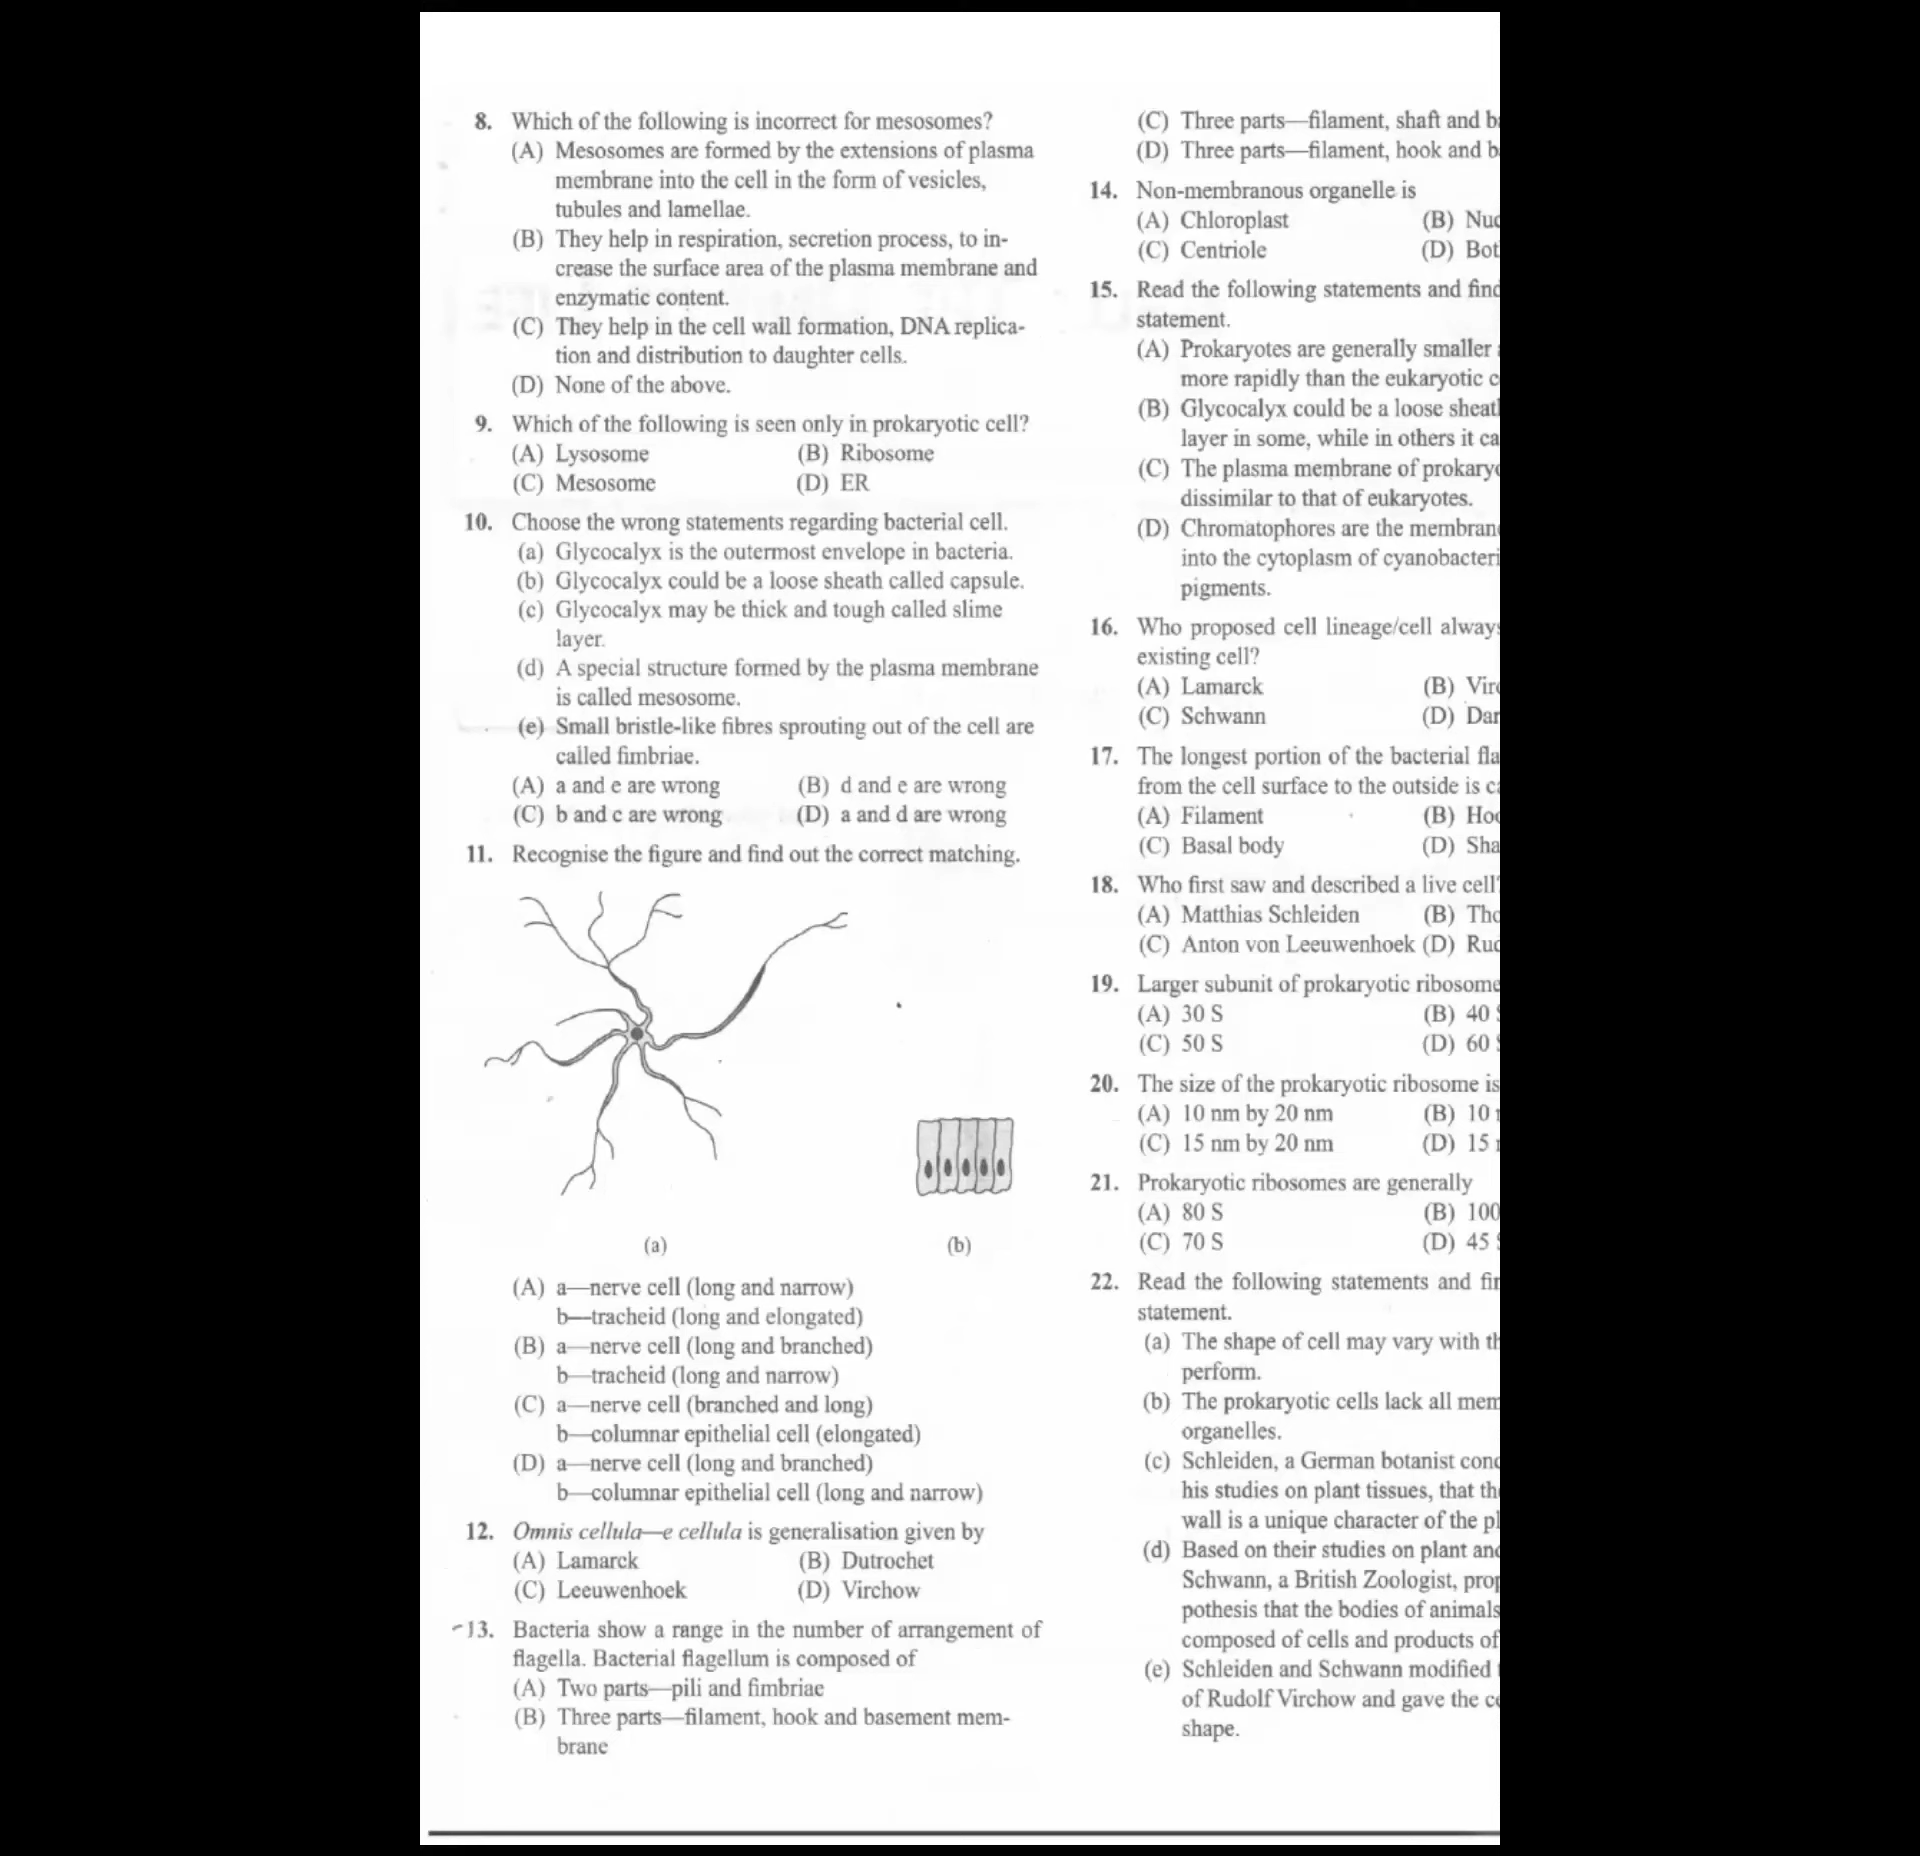 8. Which of the following is incorrect for mesosomes?
(A) Mesosomes are formed by the extensions of plasma
membrane into the cell in the form of vesicles,
tubules and lamellae.
(B) They help in respiration, secretion process, to in-
crease the surface area of the plasma membrane and
enzymatic content.
(C) They help in the cell wall formation, DNA replica-
tion and distribution to daughter cells.
(D) None of the above.
9. Which of the following is seen only in prokaryotic cell?
(A) Lysosome (B) Ribosome
(C) Mesosome (D) ER
10. Choose the wrong statements regarding bacterial cell.
(a) Glycocalyx is the outermost envelope in bacteria.
(b) Glycocalyx could be a loose sheath called capsule.
(c) Glycocalyx may be thick and tough called slime
layer.
(d) A special structure formed by the plasma membrane
is called mesosome.
(e) Small bristle-like fibres sprouting out of the cell are
called fimbriae.
(A) a and e are wrong (B) d and e are wrong
(C) b and c are wrong (D) a and d are wrong
11. Recognise the figure and find out the correct matching.
(a) (b)
(A) a—nerve cell (long and narrow)
b—tracheid (long and elongated)
(B) a—nerve cell (long and branched)
b—tracheid (long and narrow)
(C) a—nerve cell (branched and long)
b—columnar epithelial cell (elongated)
(D) a—nerve cell (long and branched)
b—columnar epithelial cell (long and narrow)
12. Omnis cellula—e cellula is generalisation given by
(A) Lamarck (B) Dutrochet
(C) Leeuwenhoek (D) Virchow
13. Bacteria show a range in the number of arrangement of
flagella. Bacterial flagellum is composed of
(A) Two parts—pili and fimbriae
(B) Three parts—filament, hook and basement mem-
brane
(C) Three parts—filament, shaft and
(D) Three parts—filament, hook and
14. Non-membranous organelle is
(A) Chloroplast (B)
(C) Centriole (D)
15. Read the following statements and find
statement.
(A) Prokaryotes are generally smaller
more rapidly than the eukaryotic
(B) Glycocalyx could be a loose
layer in some, while in others it
(C) The plasma membrane of
dissimilar to that of eukaryotes.
(D) Chromatophores are the
into the cytoplasm of
pigments.
16. Who proposed cell lineage/cell
existing cell?
(A) Lamarck (B)
(C) Schwann (D)
17. The longest portion of the bacterial
from the cell surface to the outside is
(A) Filament (B)
(C) Basal body (D)
18. Who first saw and described a live cell
(A) Matthias Schleiden (B)
(C) Anton von Leeuwenhoek (D)
19. Larger subunit of prokaryotic
(A) 30 S (B) 40
(C) 50 S (D) 60
20. The size of the prokaryotic ribosome is
(A) 10 nm by 20 nm (B) 10
(C) 15 nm by 20 nm (D) 15
21. Prokaryotic ribosomes are generally
(A) 80 S (B) 100
(C) 70 S (D) 45
22. Read the following statements and
statement.
(a) The shape of cell may vary with
perform.
(b) The prokaryotic cells lack all
organelles.
(c) Schleiden, a German botanist
his studies on plant tissues, that
wall is a unique character of the
(d) Based on their studies on plant
Schwann, a British Zoologist,
pothesis that the bodies of animals
composed of cells and products of
(e) Schleiden and Schwann modified
of Rudolf Virchow and gave the
shape.